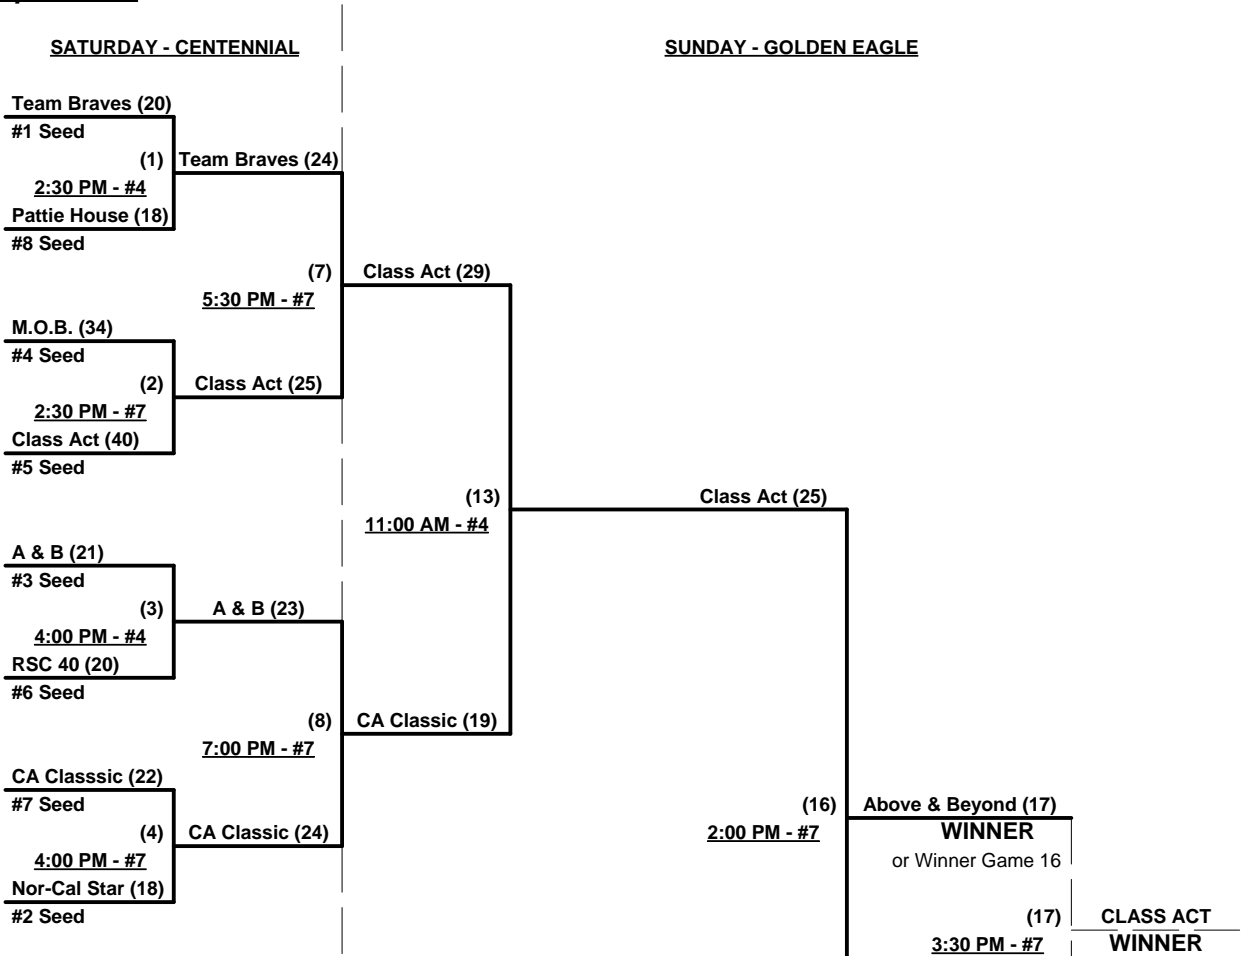 SATURDAY - CENTENNIAL
SUNDAY - GOLDEN EAGLE
Team Braves (20)
#1 Seed
(1)
Team Braves (24)
2:30 PM - #4
Pattie House (18)
#8 Seed
(7)
Class Act (29)
5:30 PM - #7
M.O.B. (34)
#4 Seed
(2)
Class Act (25)
2:30 PM - #7
Class Act (40)
#5 Seed
(13)
Class Act (25)
11:00 AM - #4
A & B (21)
#3 Seed
(3)
A & B (23)
4:00 PM - #4
RSC 40 (20)
#6 Seed
(8)
CA Classic (19)
7:00 PM - #7
CA Classsic (22)
#7 Seed
(16)
Above & Beyond (17)
(4)
CA Classic (24)
2:00 PM - #7
WINNER
4:00 PM - #7
or Winner Game 16
Nor-Cal Star (18)
#2 Seed
(17)
CLASS ACT
3:30 PM - #7
WINNER